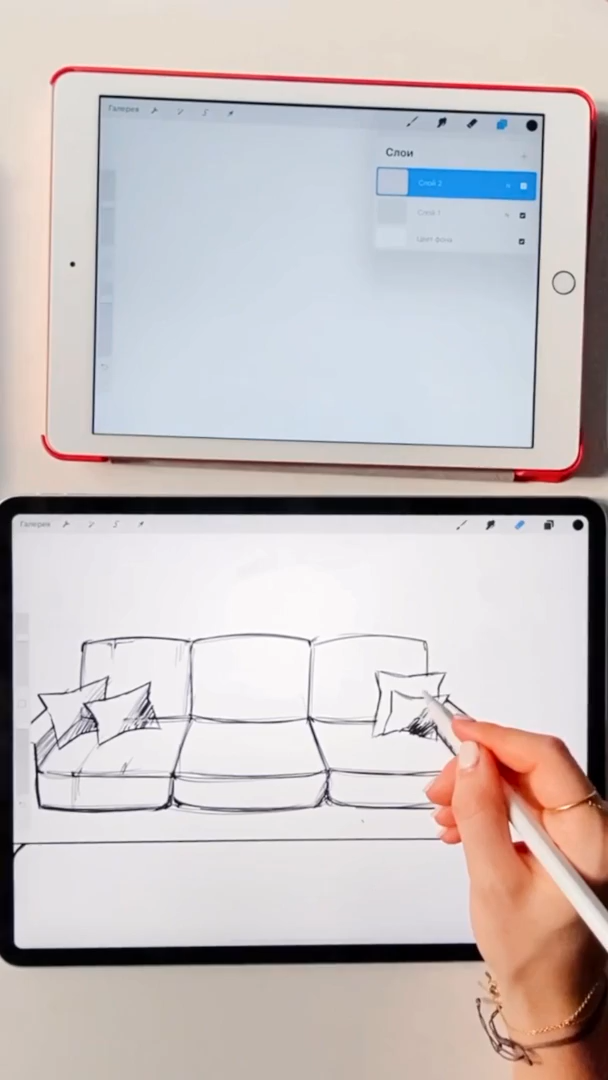 Галерея
Слои
Слой 2
Слой 1
Цвет фона
Галерея